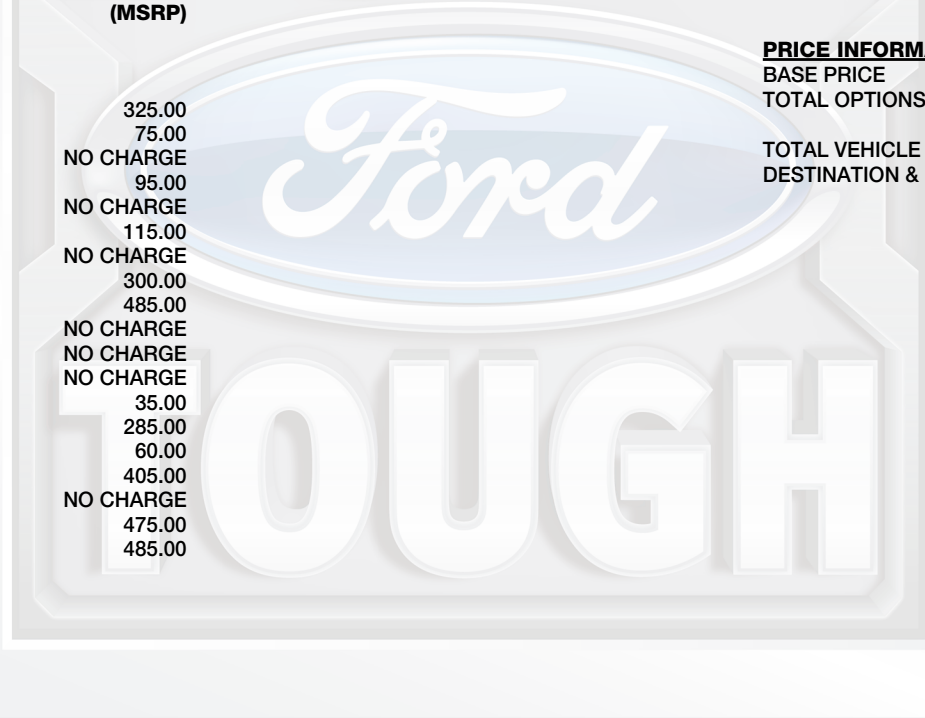 (MSRP)
325.00
75.00
NO CHARGE
95.00
NO CHARGE
115.00
NO CHARGE
300.00
485.00
NO CHARGE
NO CHARGE
NO CHARGE
35.00
285.00
60.00
405.00
NO CHARGE
475.00
485.00
PRICE INFORM
BASE PRICE
TOTAL OPTIONS
TOTAL VEHICLE
DESTINATION &
Ford
TOUGH